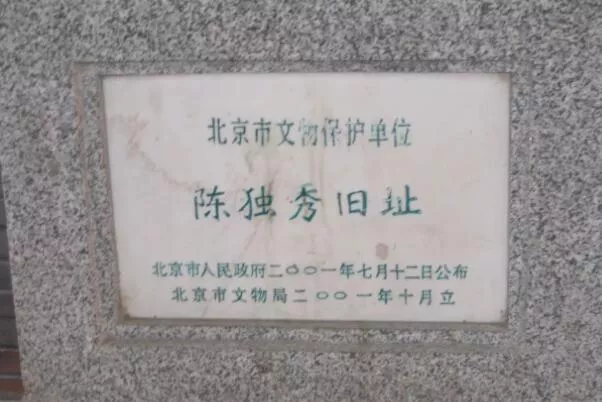 北京市文物保护单位
陈独秀旧址
北京市人民政府二〇〇一年七月十二日公布
北京市文物局二〇〇一年十月立